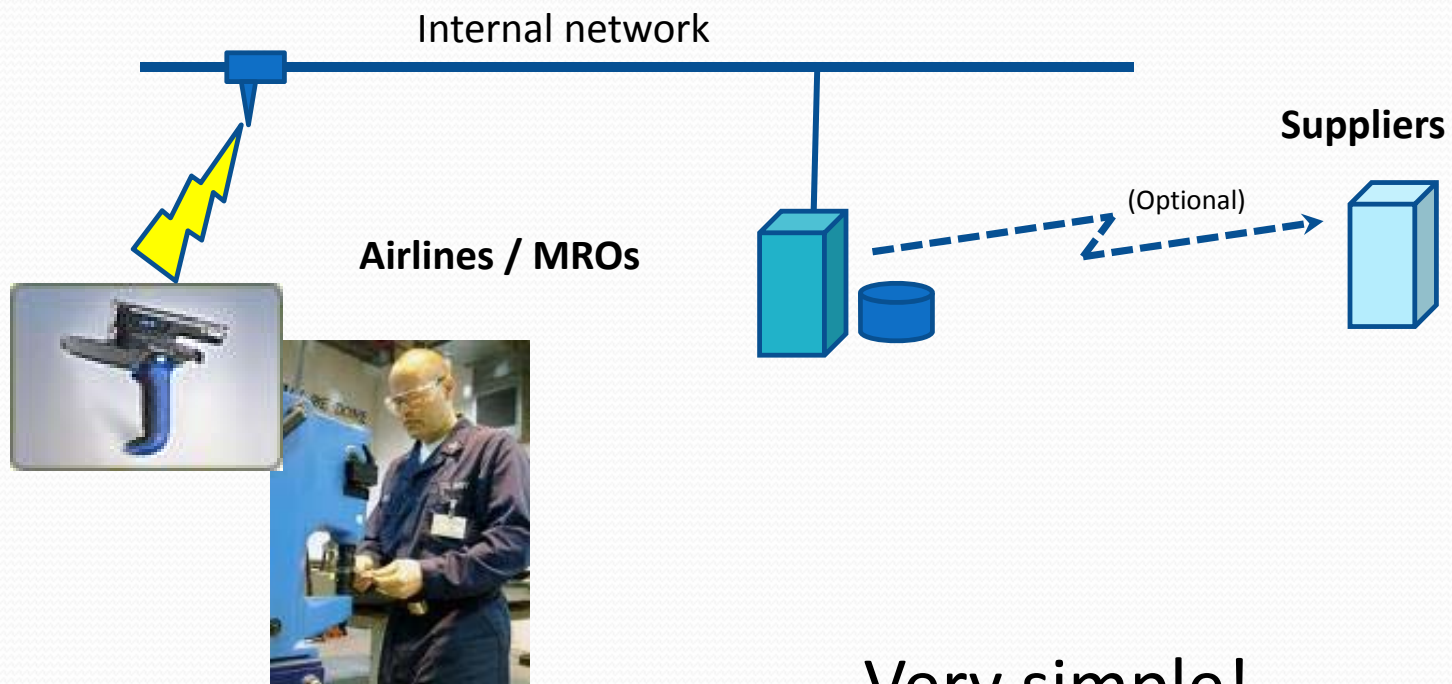 Internal network
Suppliers
(Optional)
Airlines / MROs
Very simple!